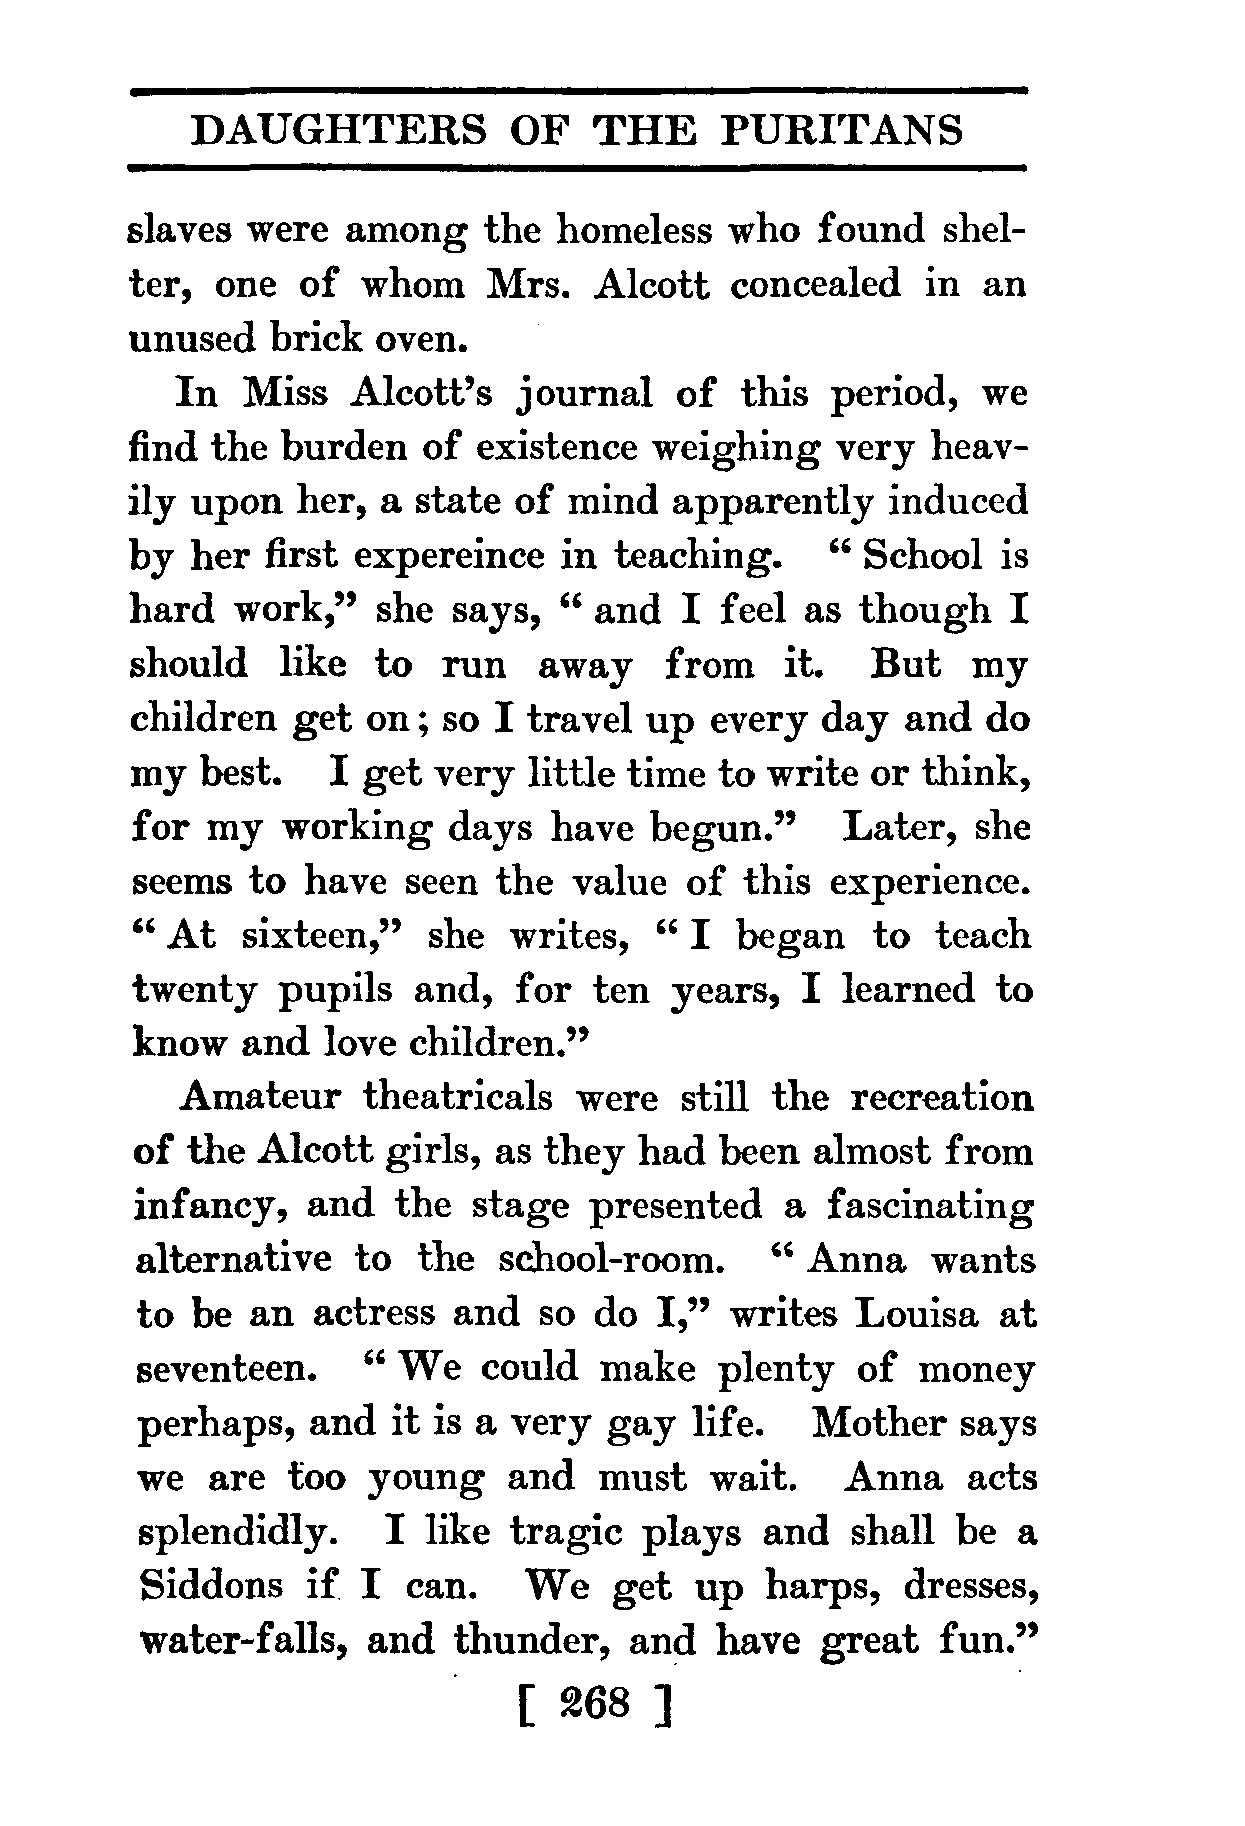 DAUGHTERS OF THE PURITANS
slaves were among the homeless who found shel-
ter, one of whom Mrs. Alcott concealed in an
unused brick oven.
In Miss Alcott's journal of this period, we
find the burden of existence weighing very heav-
ily upon her, a state of mind apparently induced
by her first expereince in teaching. " School is
hard work," she says, " and I feel as though I
should like to run away from it. But my
children get on; so I travel up every day and do
my best. I get very little time to write or think,
for my working days have begun." Later, she
seems to have seen the value of this experience.
" At sixteen," she writes, " I began to teach
twenty pupils and, for ten years, I learned to
know and love children."
Amateur theatricals were still the recreation
of the Alcott girls, as they had been almost from
infancy, and the stage presented a fascinating
alternative to the school-room. " Anna wants
to be an actress and so do I," writes Louisa at
seventeen. " We could make plenty of money
perhaps, and it is a very gay life. Mother says
we are too young and must wait. Anna acts
splendidly. I like tragic plays and shall be a
Siddons if I can. We get up harps, dresses,
water-falls, and thunder, and have great fun."
[ 268 ]